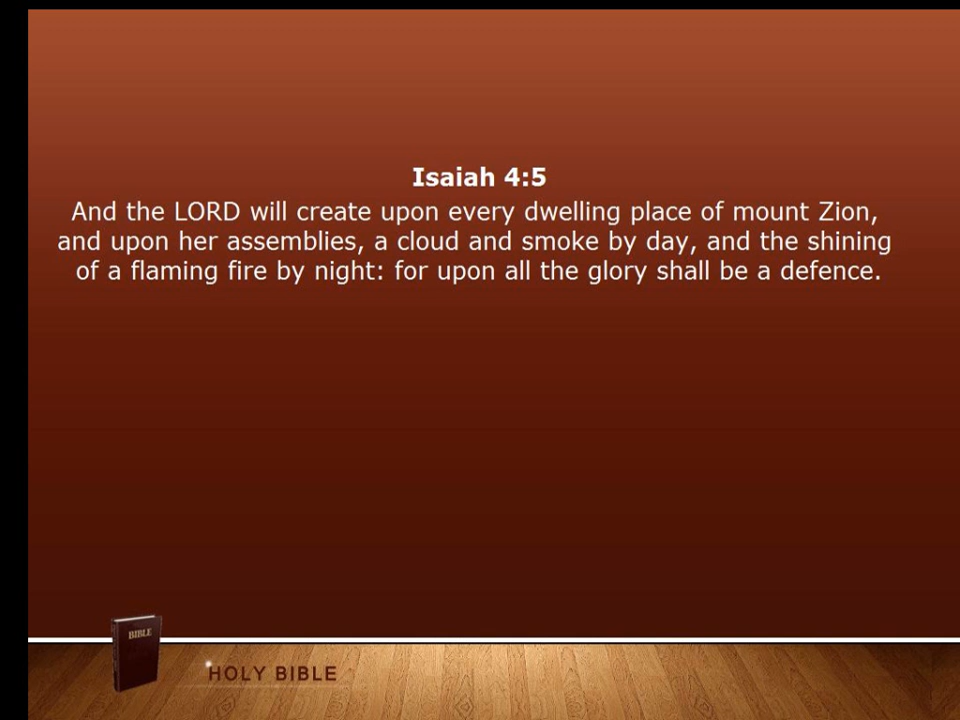 Isaiah 4:5
And the LORD will create upon every dwelling place of mount Zion,
and upon her assemblies, a cloud and smoke by day, and the shining
of a flaming fire by night: for upon all the glory shall be a defence.
BIBLE
HOLY BIBLE